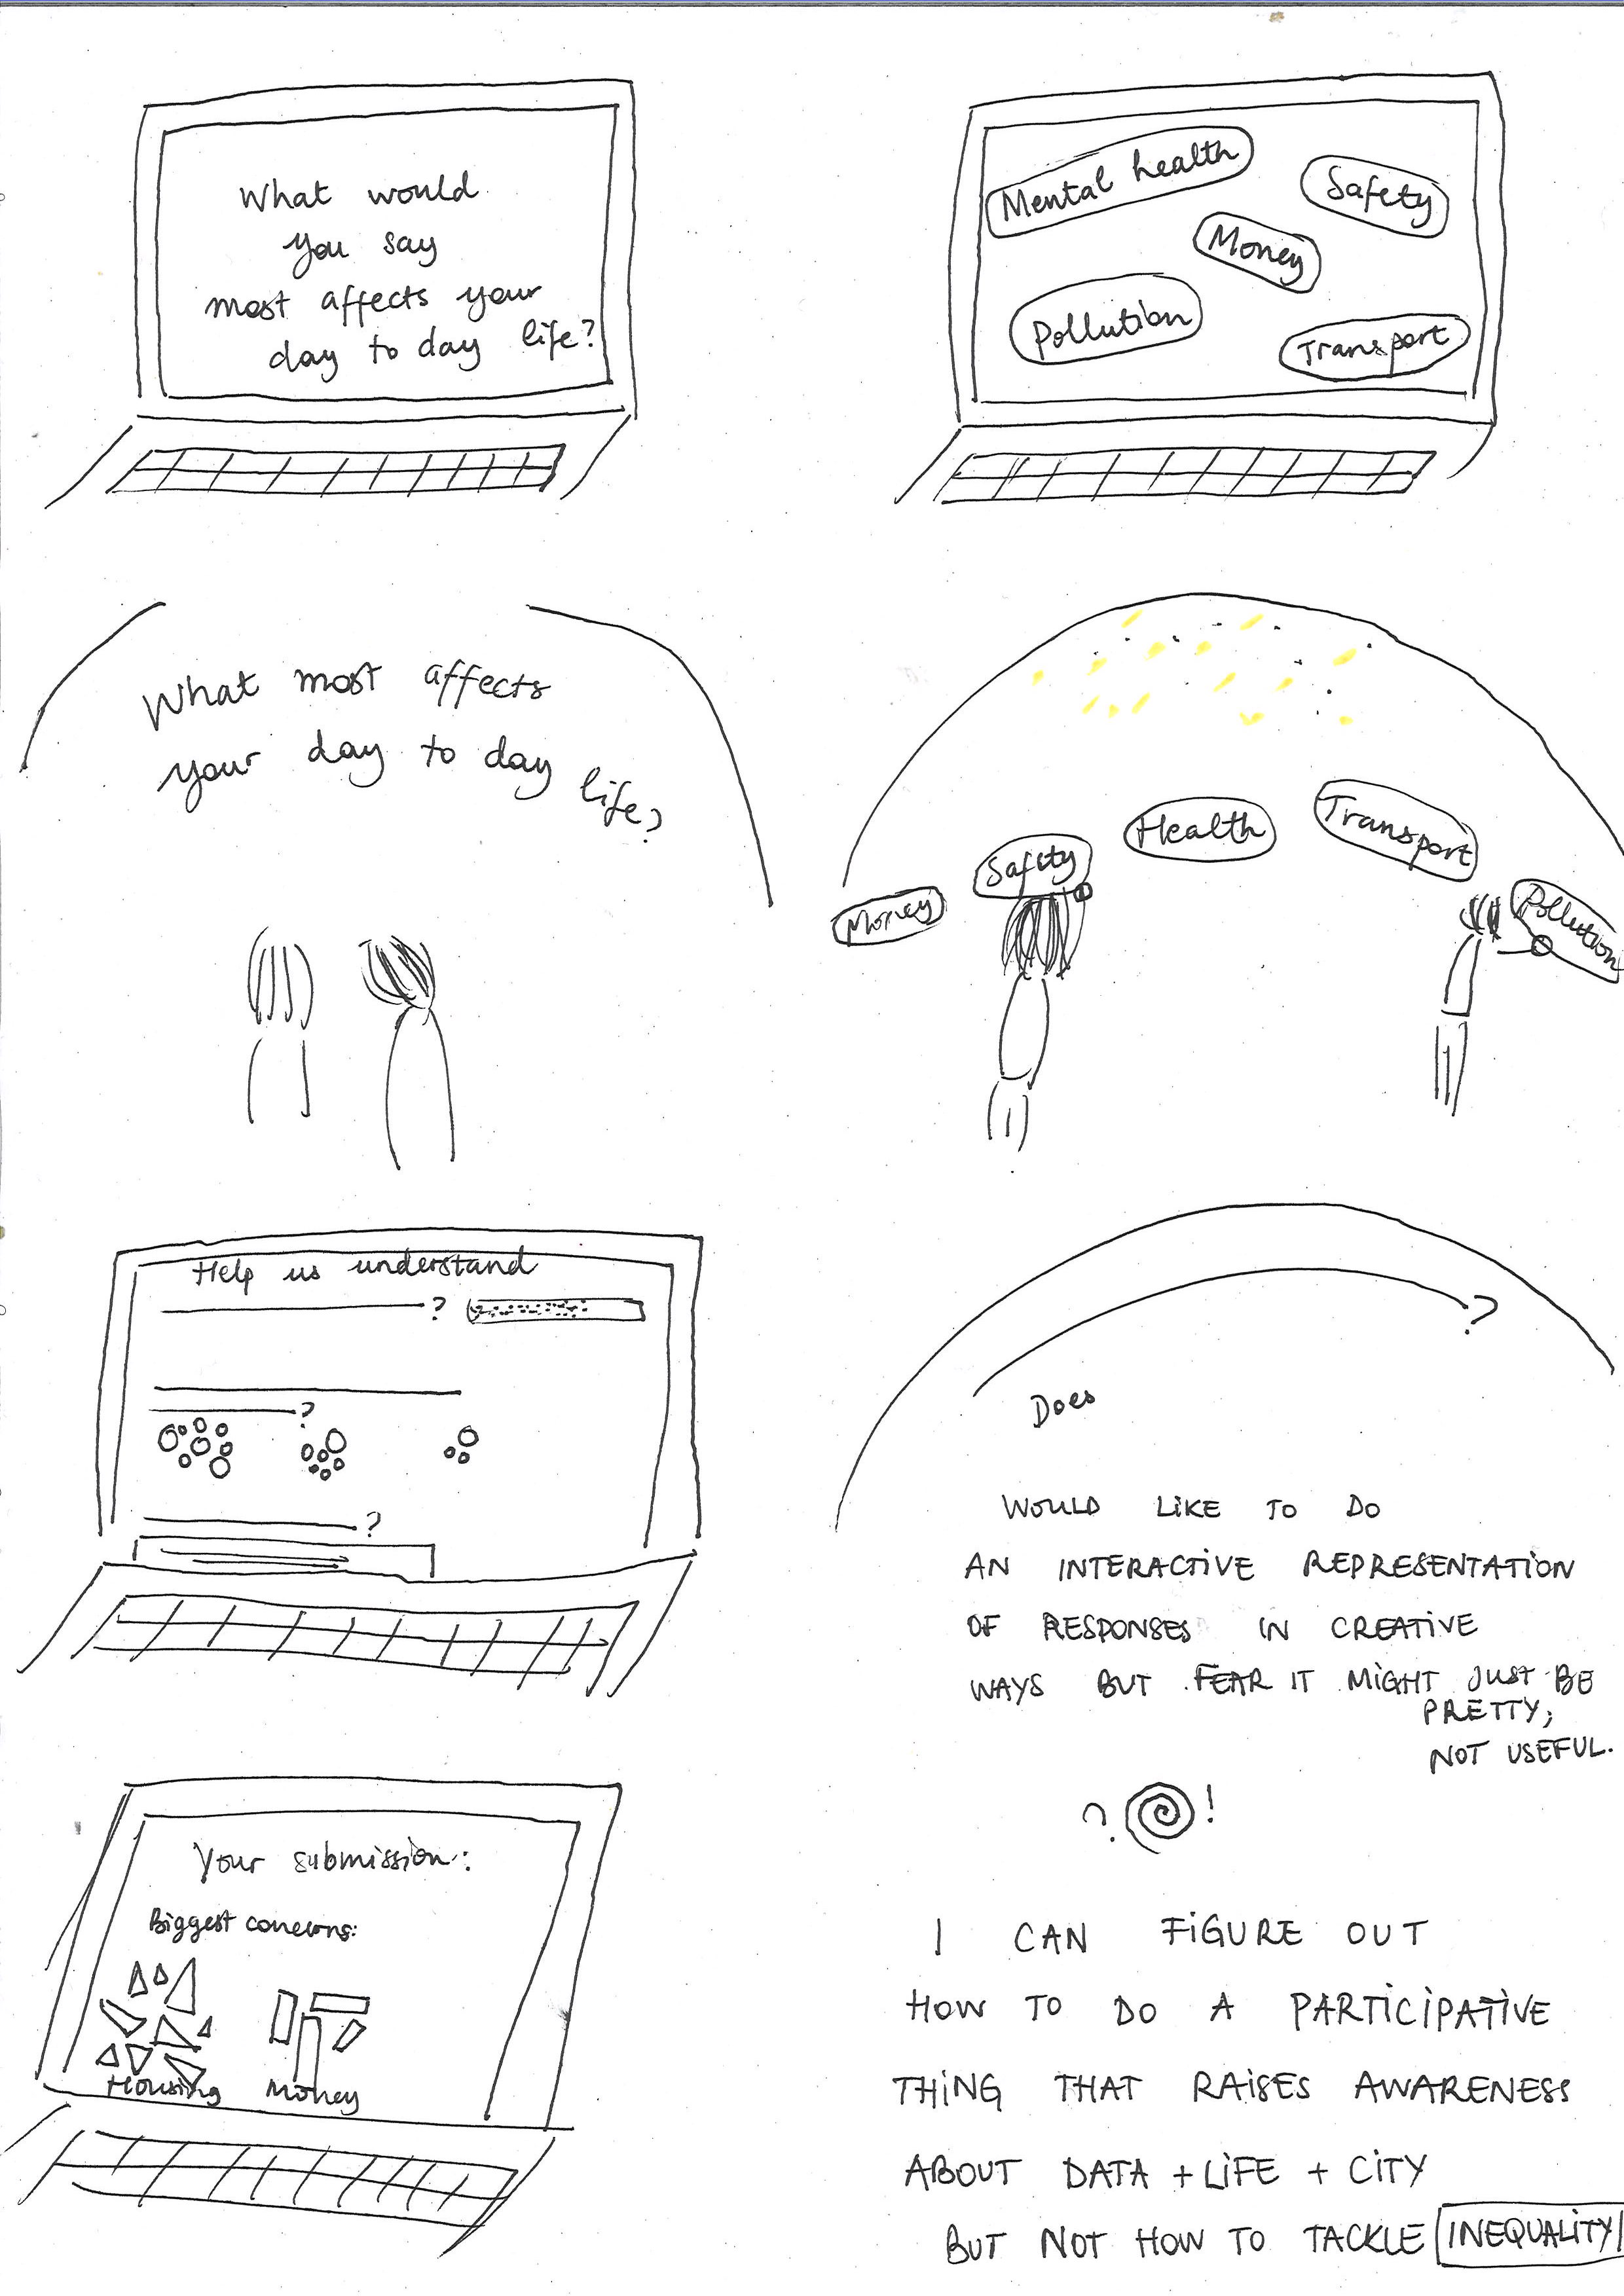 What would
you say
most affects your
day to day life?
Mental health
Safety
Money
Pollution
Transport
What most affects
your day to day life?
Money
Safety
Health
Transport
Pollution
Help us understand
?
?
?
?
Does
WOULD LIKE TO DO
AN INTERACTIVE REPRESENTATION
OF RESPONSES IN CREATIVE
WAYS BUT FEAR IT MIGHT JUST BE
PRETTY,
NOT USEFUL.
? !
Your submission:
Biggest concerns:
Housing
Money
I CAN FIGURE OUT
HOW TO DO A PARTICIPATIVE
THING THAT RAISES AWARENESS
ABOUT DATA + LIFE + CITY
BUT NOT HOW TO TACKLE INEQUALITY